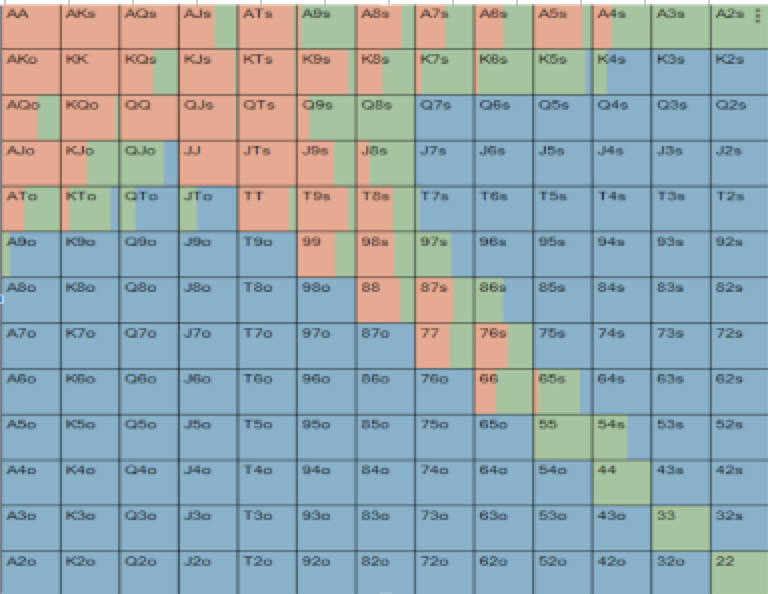 AA AKs AQs AJs ATs A9s A8s A7s A6s A5s A4s A3s A2s
AKo KK KQs KJs KTs K9s K8s K7s K6s K5s K4s K3s K2s
AQo KQo QQ QJs QTs Q9s Q8s Q7s Q6s Q5s Q4s Q3s Q2s
AJo KJo QJo JJ JTs J9s J8s J7s J6s J5s J4s J3s J2s
ATo KTo QTo JTo TT T9s T8s T7s T6s T5s T4s T3s T2s
A9o K9o Q9o J9o T9o 99 98s 97s 96s 95s 94s 93s 92s
A8o K8o Q8o J8o T8o 98o 88 87s 86s 85s 84s 83s 82s
A7o K7o Q7o J7o T7o 97o 87o 77 76s 75s 74s 73s 72s
A6o K6o Q6o J6o T6o 96o 86o 76o 66 65s 64s 63s 62s
A5o K5o Q5o J5o T5o 95o 85o 75o 65o 55 54s 53s 52s
A4o K4o Q4o J4o T4o 94o 84o 74o 64o 54o 44 43s 42s
A3o K3o Q3o J3o T3o 93o 83o 73o 63o 53o 43o 33 32s
A2o K2o Q2o J2o T2o 92o 82o 72o 62o 52o 42o 32o 22